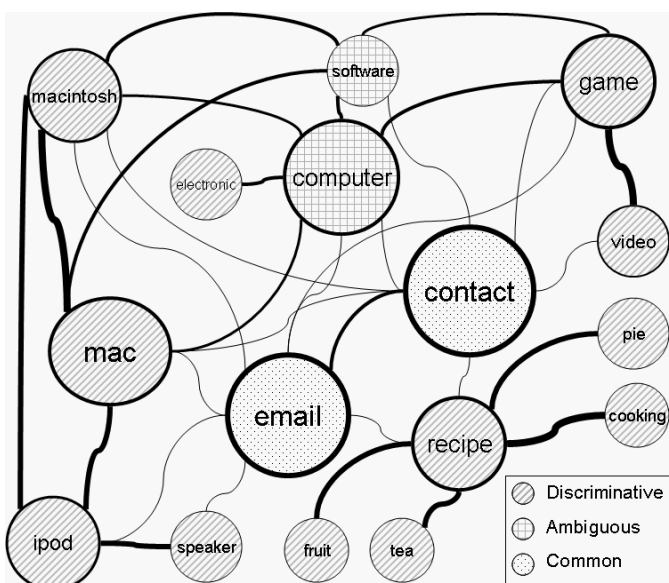 software
macintosh
game
electronic
computer
video
contact
pie
mac
email
recipe
cooking
Discriminative
ipod
speaker
fruit
tea
Ambiguous
Common